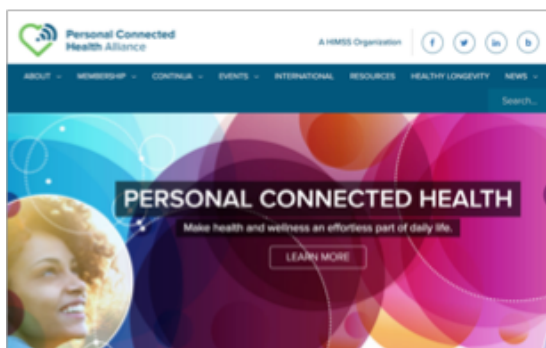 Personal Connected
Health Alliance
A HIMSS Organization
f in b
ABOUT MEMBERSHIP CONTINUA EVENTS INTERNATIONAL RESOURCES HEALTHY LONGEVITY NEWS
Search...
PERSONAL CONNECTED HEALTH
Make health and wellness an effortless part of daily life.
LEARN MORE